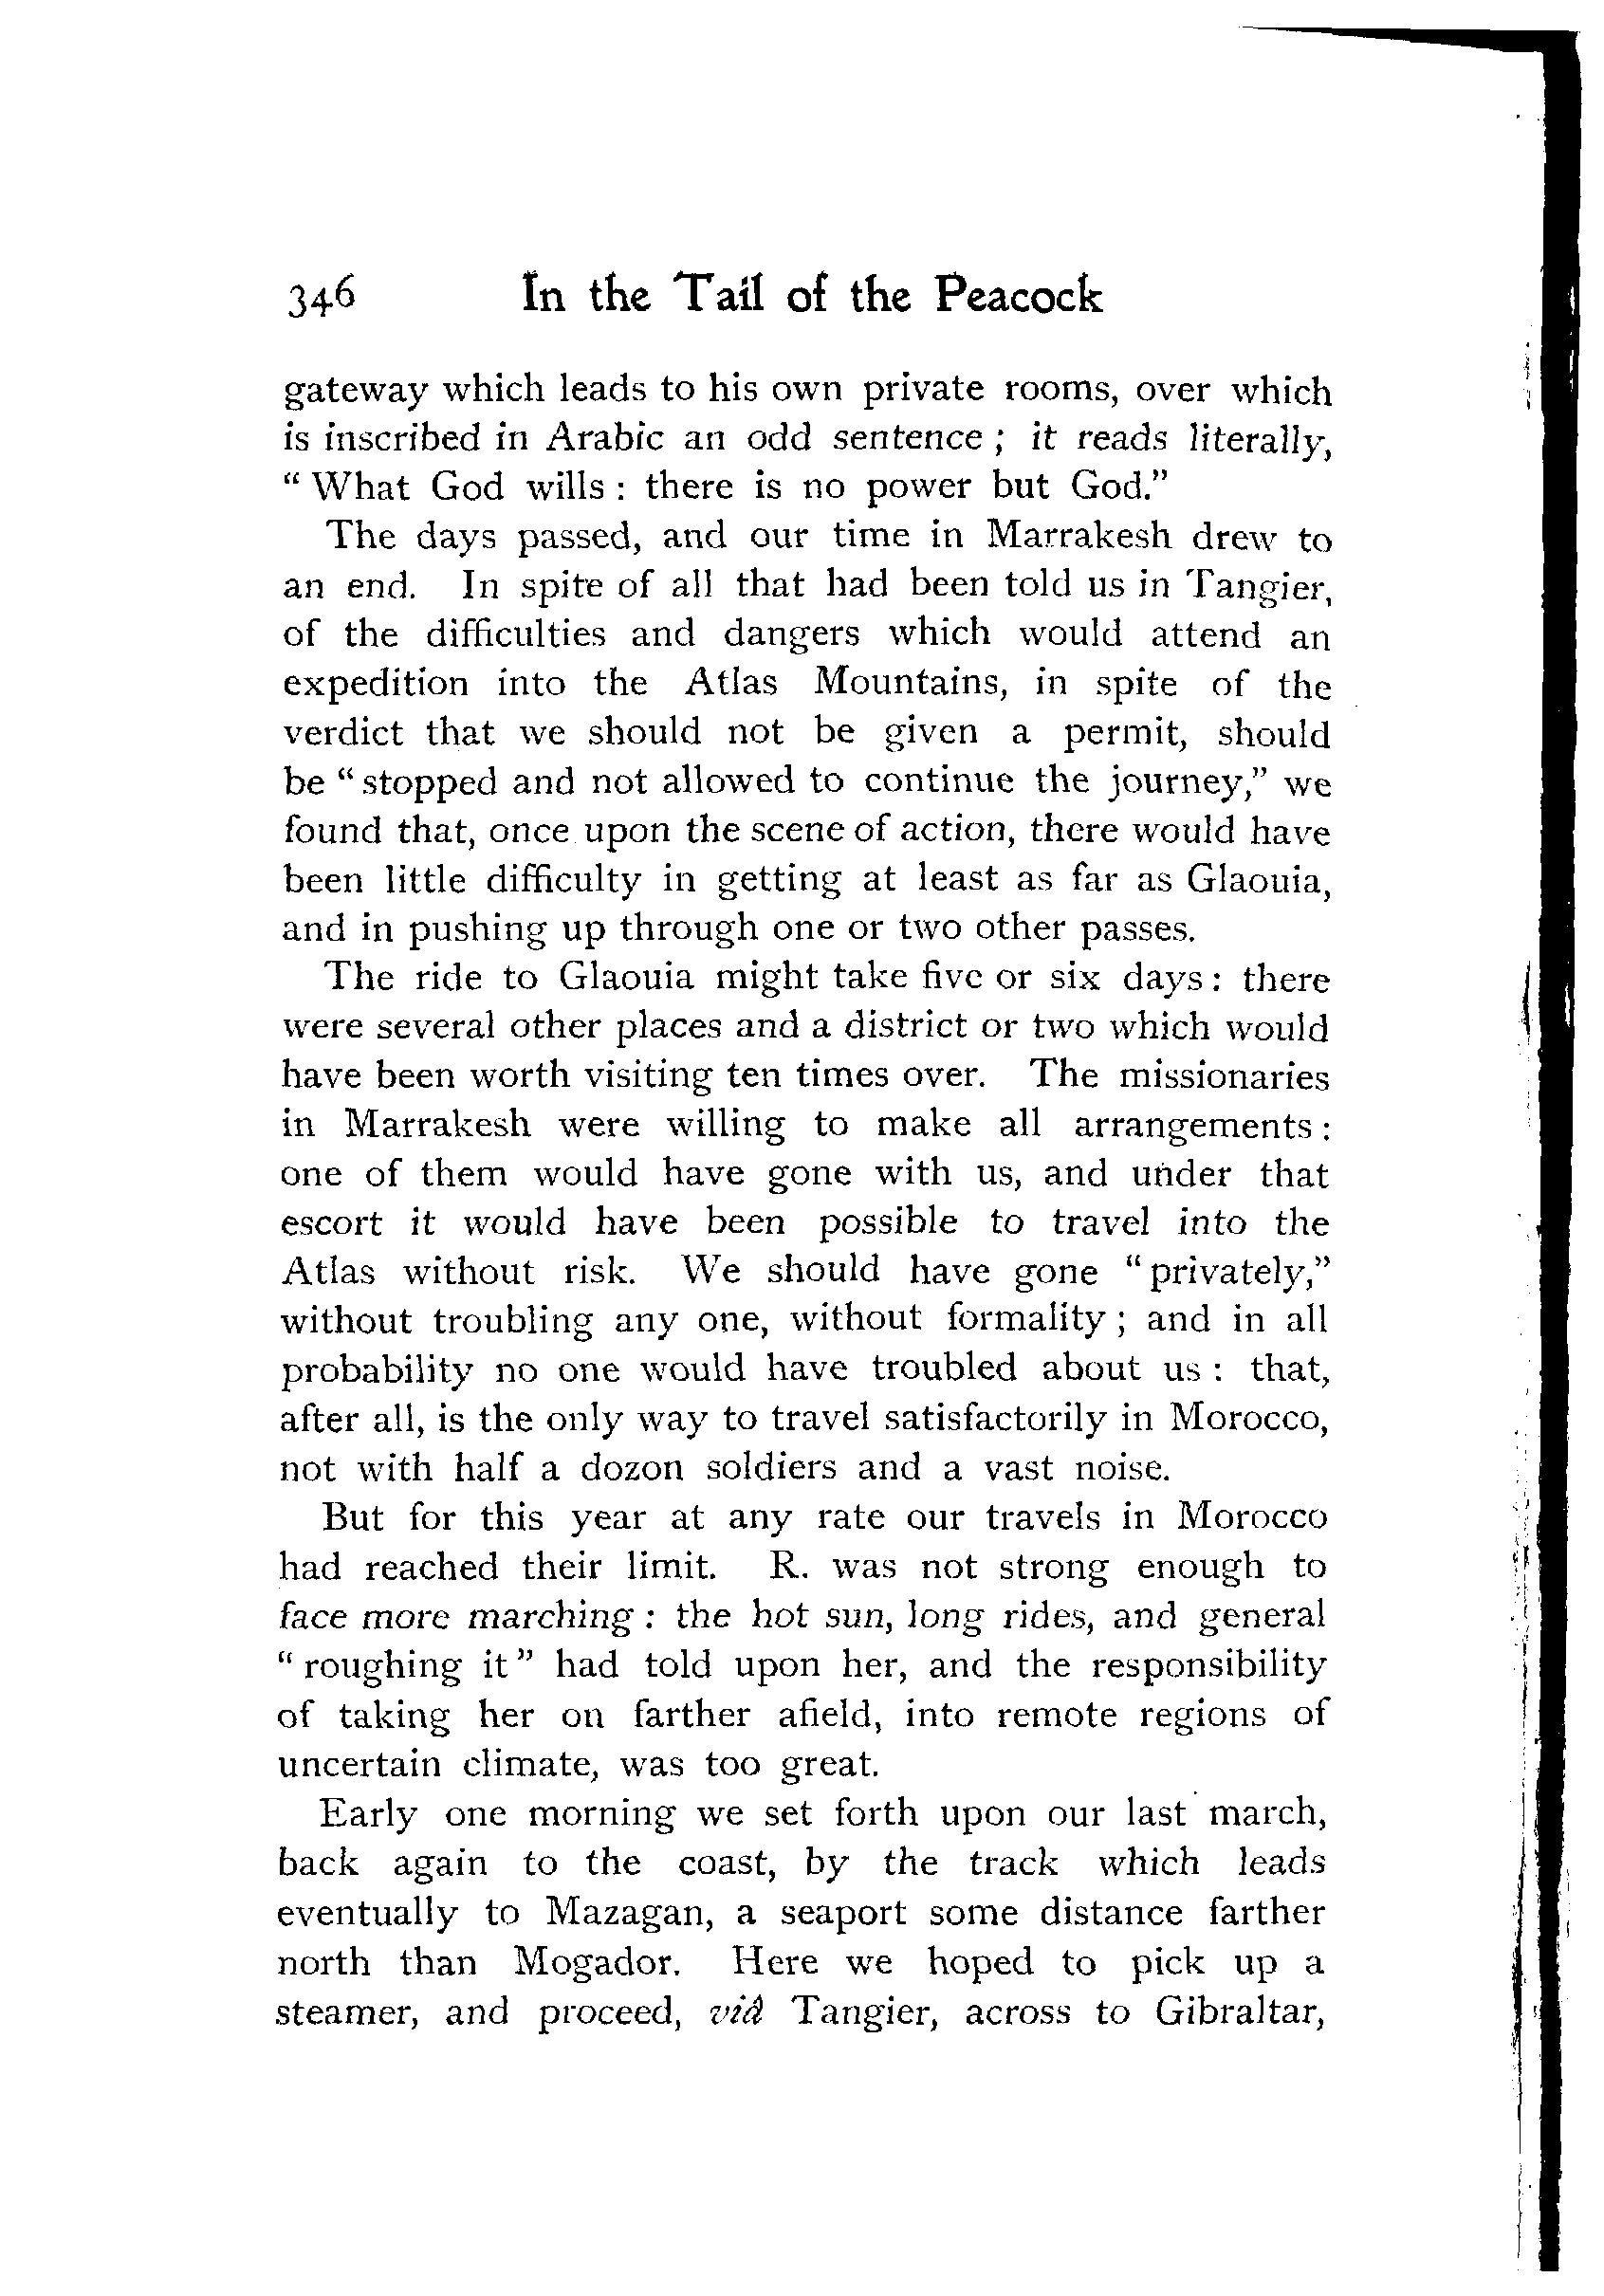 346 In the Tail of the Peacock
gateway which leads to his own private rooms, over which
is inscribed in Arabic an odd sentence ; it reads literally,
“ What God wills : there is no power but God.”
The days passed, and our time in Marrakesh drew to
an end. In spite of all that had been told us in Tangier,
of the difficulties and dangers which would attend an
expedition into the Atlas Mountains, in spite of the
verdict that we should not be given a permit, should
be “ stopped and not allowed to continue the journey,” we
found that, once upon the scene of action, there would have
been little difficulty in getting at least as far as Glaouia,
and in pushing up through one or two other passes.
The ride to Glaouia might take five or six days : there
were several other places and a district or two which would
have been worth visiting ten times over. The missionaries
in Marrakesh were willing to make all arrangements :
one of them would have gone with us, and under that
escort it would have been possible to travel into the
Atlas without risk. We should have gone “ privately,”
without troubling any one, without formality ; and in all
probability no one would have troubled about us : that,
after all, is the only way to travel satisfactorily in Morocco,
not with half a dozon soldiers and a vast noise.
But for this year at any rate our travels in Morocco
had reached their limit. R. was not strong enough to
face more marching : the hot sun, long rides, and general
“ roughing it ” had told upon her, and the responsibility
of taking her on farther afield, into remote regions of
uncertain climate, was too great.
Early one morning we set forth upon our last march,
back again to the coast, by the track which leads
eventually to Mazagan, a seaport some distance farther
north than Mogador. Here we hoped to pick up a
steamer, and proceed, viâ Tangier, across to Gibraltar,